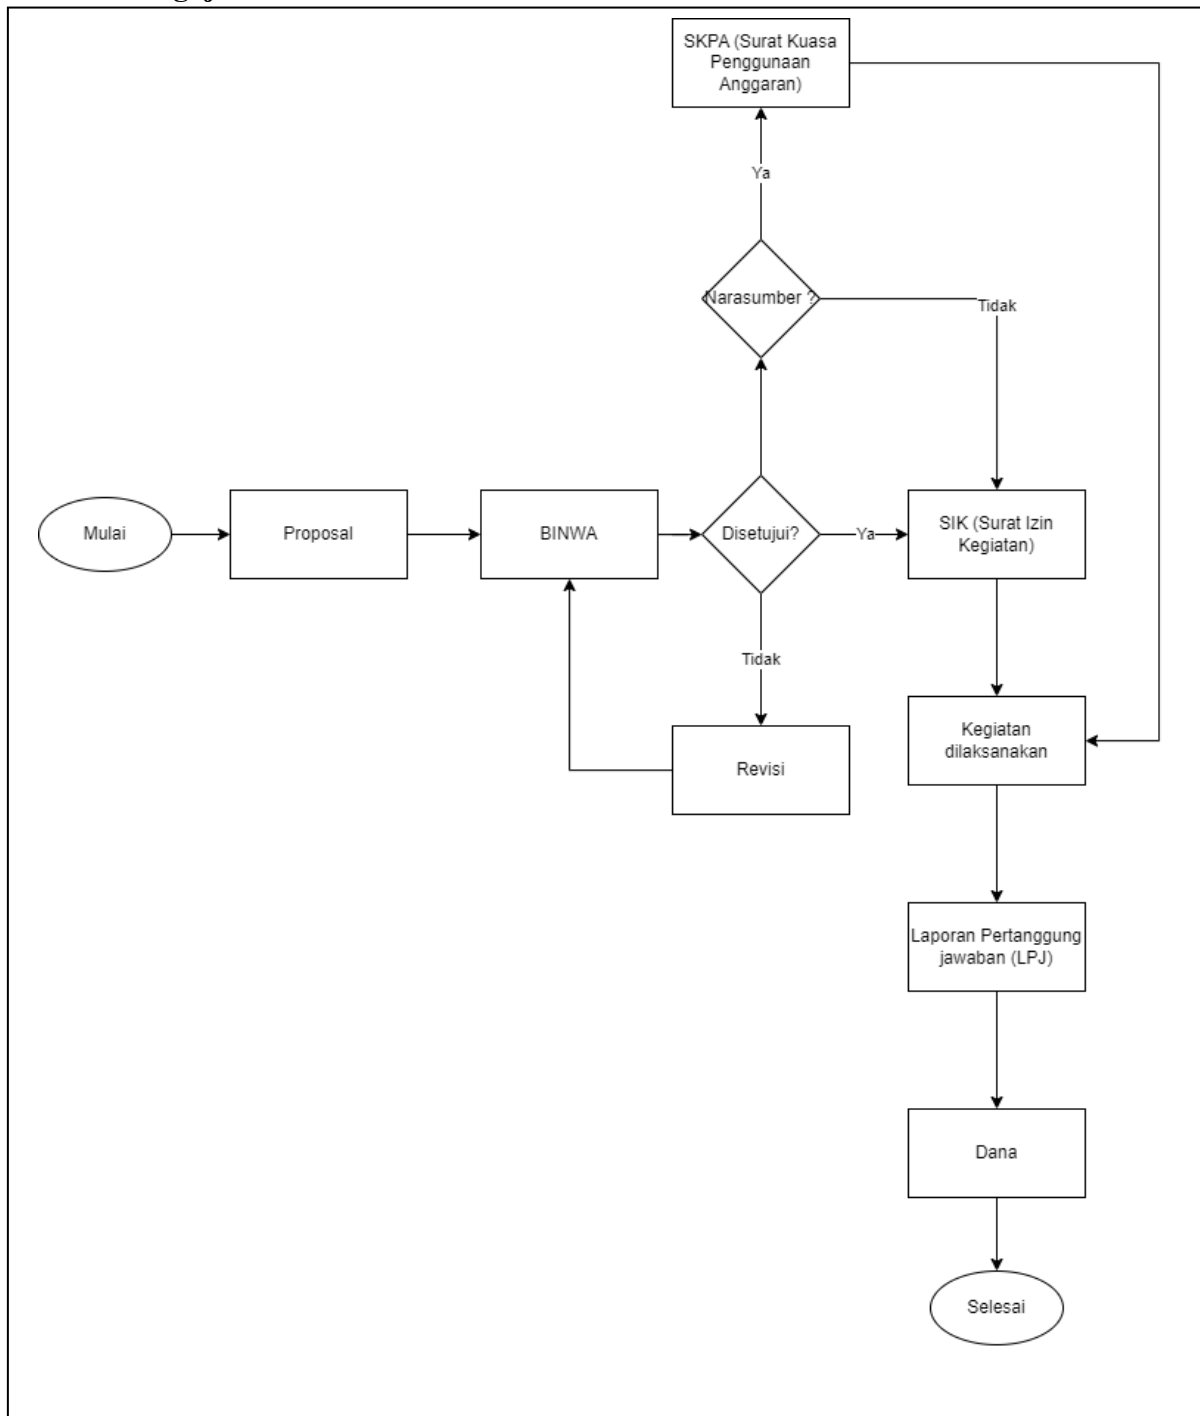 SKPA (Surat Kuasa
Penggunaan
Anggaran)
Ya
Narasumber ?
Tidak
Mulai
Proposal
BINWA
Disetujui?
Ya
SIK (Surat Izin
Kegiatan)
Tidak
Revisi
Kegiatan
dilaksanakan
Laporan Pertanggung
jawaban (LPJ)
Dana
Selesai